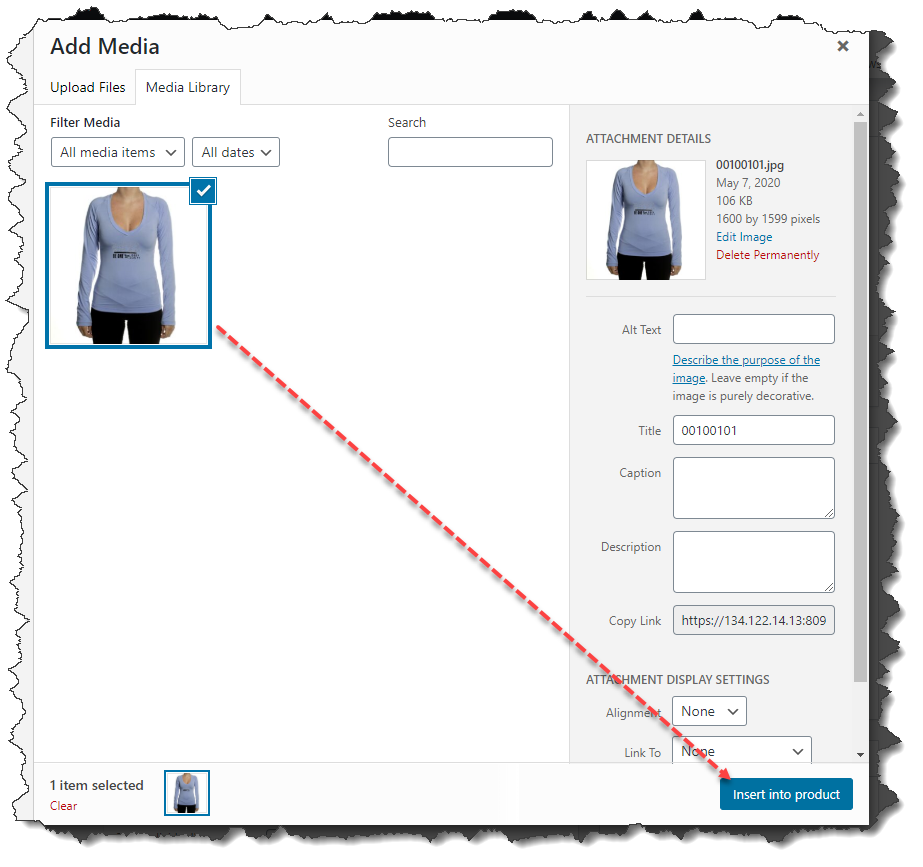 Add Media
Upload Files
Media Library
Filter Media
Search
All media items
All dates
ATTACHMENT DETAILS
00100101.jpg
May 7, 2020
106 KB
1600 by 1599 pixels
Edit Image
Delete Permanently
Alt Text
Describe the purpose of the
image. Leave empty if the
image is purely decorative.
Title
00100101
Caption
Description
Copy Link
https://134.122.14.13:809
ATTACHMENT DISPLAY SETTINGS
Alignment
None
Link To
None
1 item selected
Clear
Insert into product